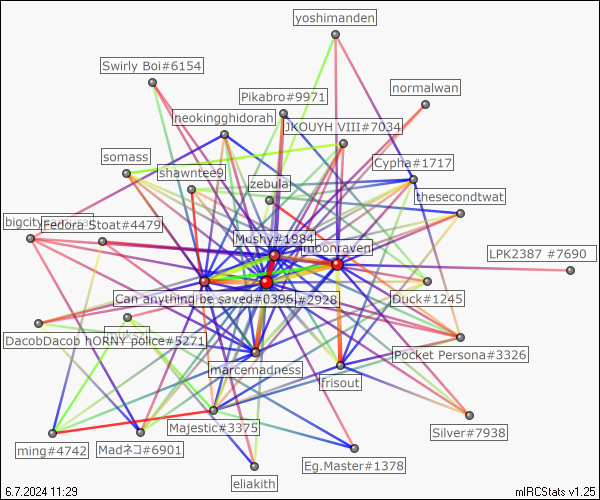 yoshimanden
Swirly Boi#6154
normalwan
Pikabro#9971
neokingghidorah
JKOUYH VIII#7034
somass
Cypha#1717
shawntee9
zebula
thesecondtwat
Fedora Stoat#4479
Mushy#1984
moonraven
LPK2387 #7690
Can anything be saved#0396
#2928
Duck#1245
DacobDacob hORNY police#5271
Pocket Persona#3326
marcemadness
frisout
Majestic#3375
Silver#7938
ming#4742
Madネコ#6901
Eg.Master#1378
eliakith
6.7.2024 11:29
mIRCStats v1.25